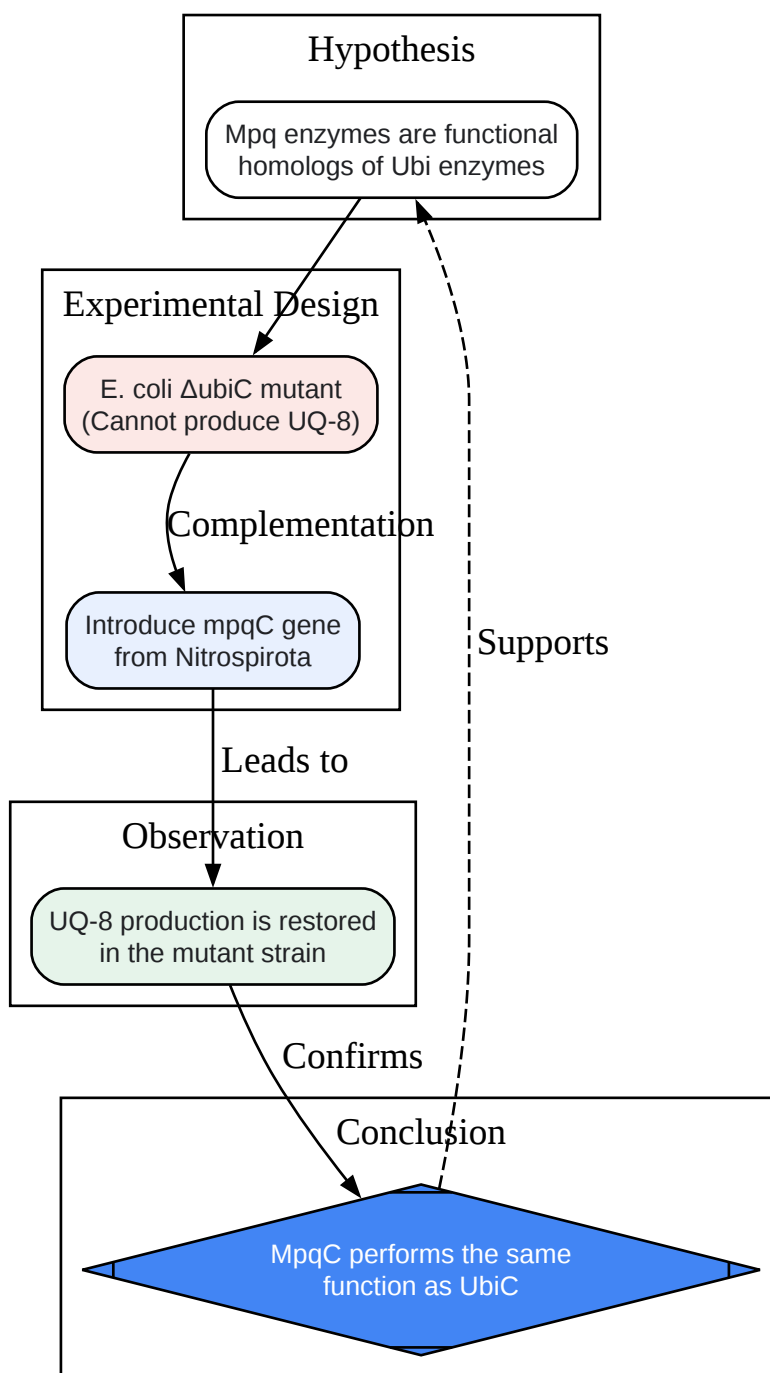 Hypothesis
Mpq enzymes are functional
homologs of Ubi enzymes
Experimental Design
E. coli ΔubiC mutant
(Cannot produce UQ-8)
Complementation
Introduce mpqC gene
from Nitrospirota
Supports
Leads to
Observation
UQ-8 production is restored
in the mutant strain
Confirms
Conclusion
MpqC performs the same
function as UbiC